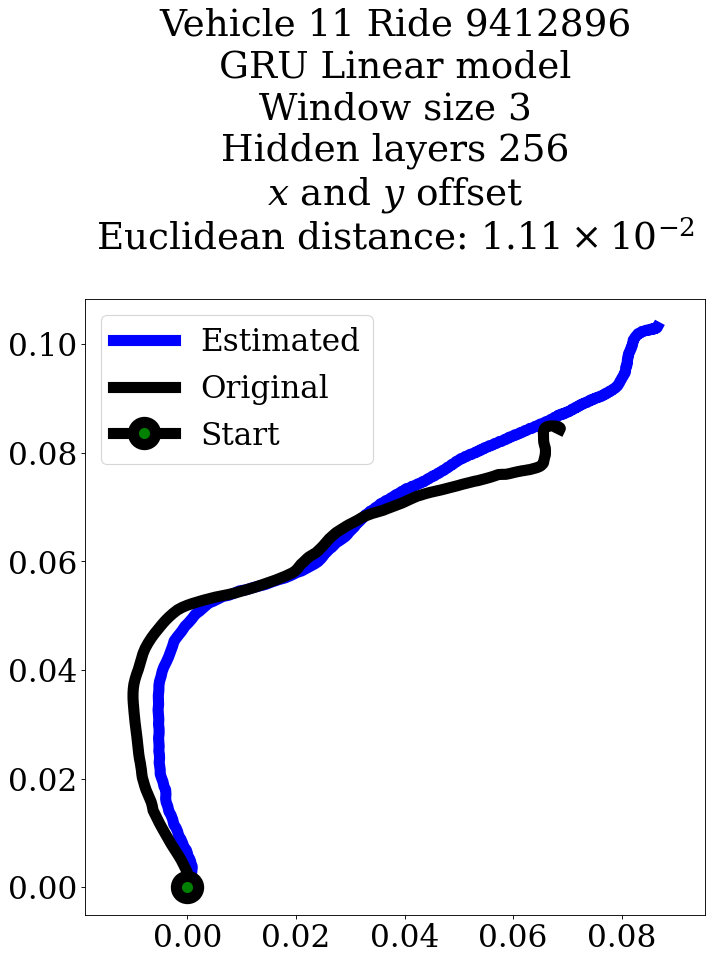 Vehicle 11 Ride 9412896
GRU Linear model
Window size 3
Hidden layers 256
x and y offset
Euclidean distance: 1.11 × 10⁻²
Estimated
Original
Start
0.10
0.08
0.06
0.04
0.02
0.00
0.00 0.02 0.04 0.06 0.08